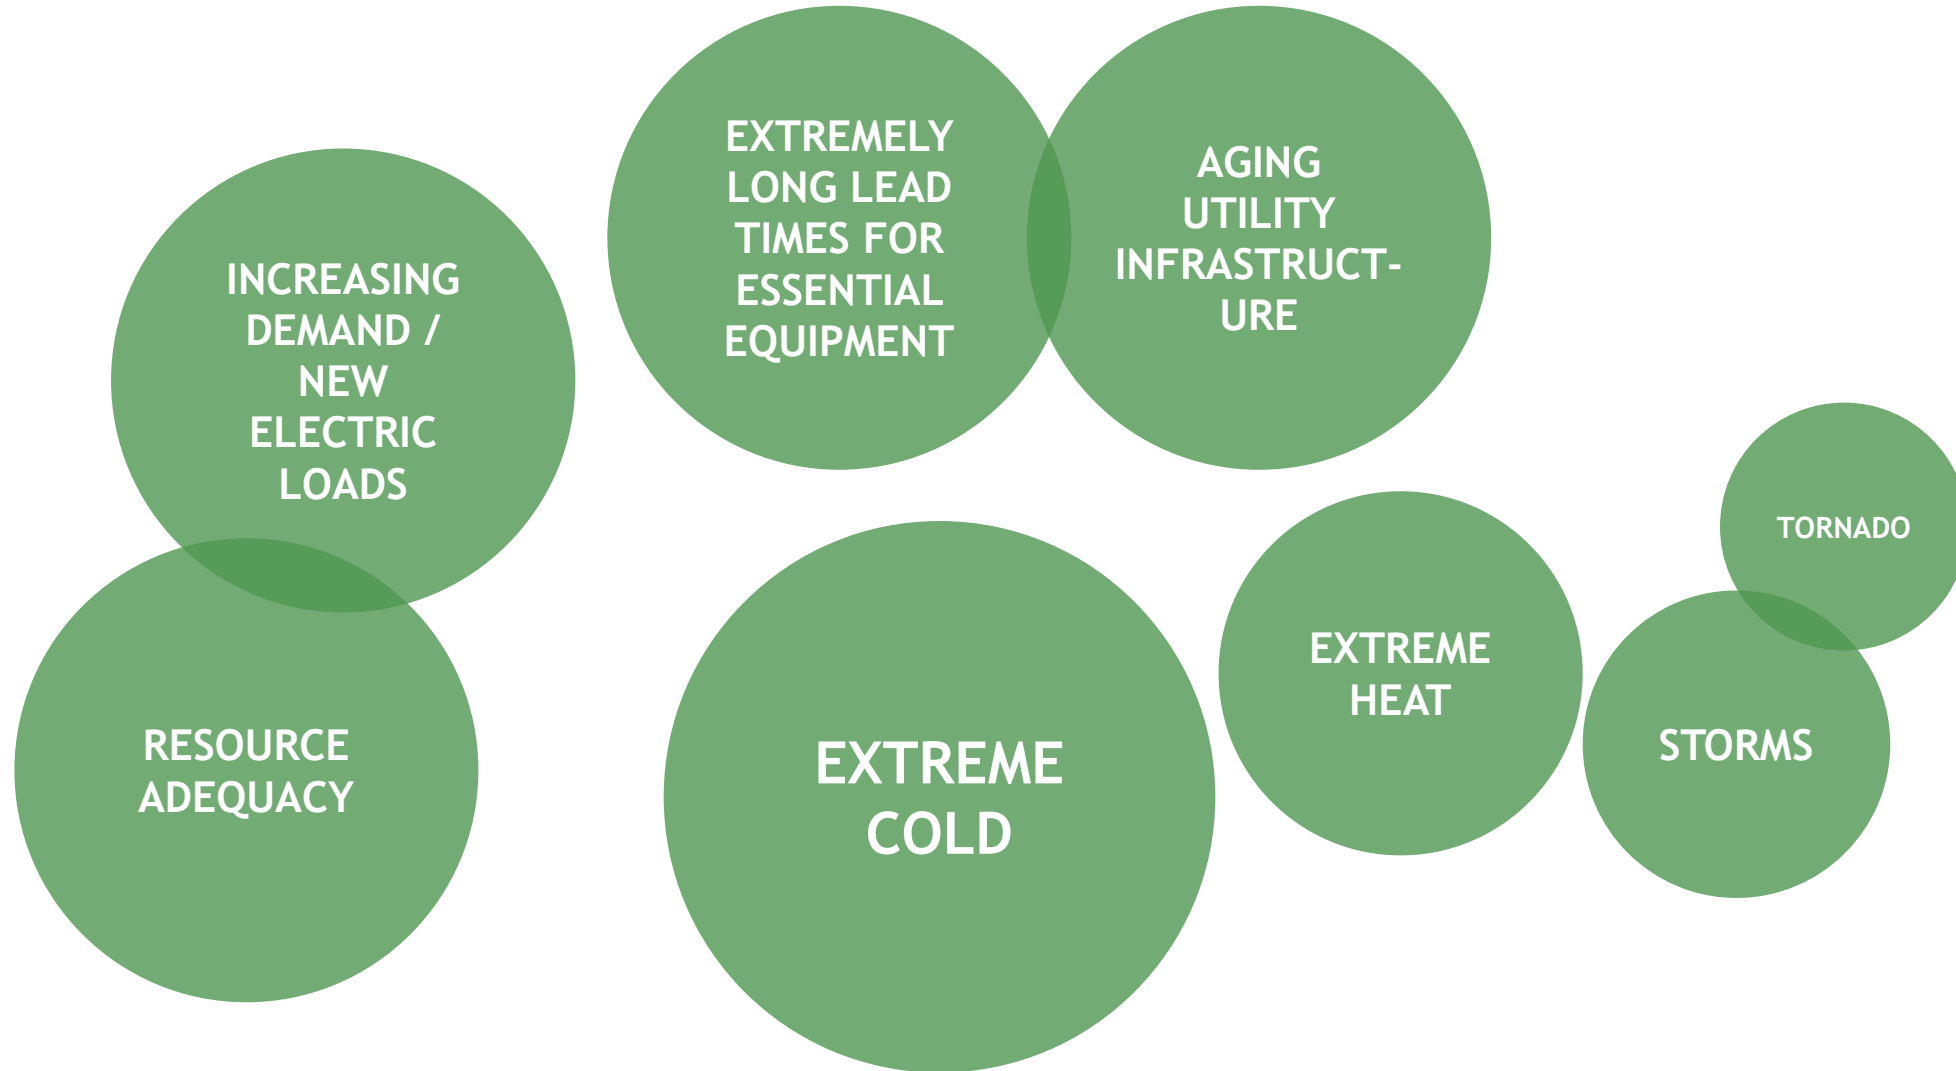 EXTREMELY
LONG LEAD
TIMES FOR
ESSENTIAL
EQUIPMENT
AGING
UTILITY
INFRASTRUCT-
URE
INCREASING
DEMAND /
NEW
ELECTRIC
LOADS
TORNADO
RESOURCE
ADEQUACY
EXTREME
COLD
EXTREME
HEAT
STORMS